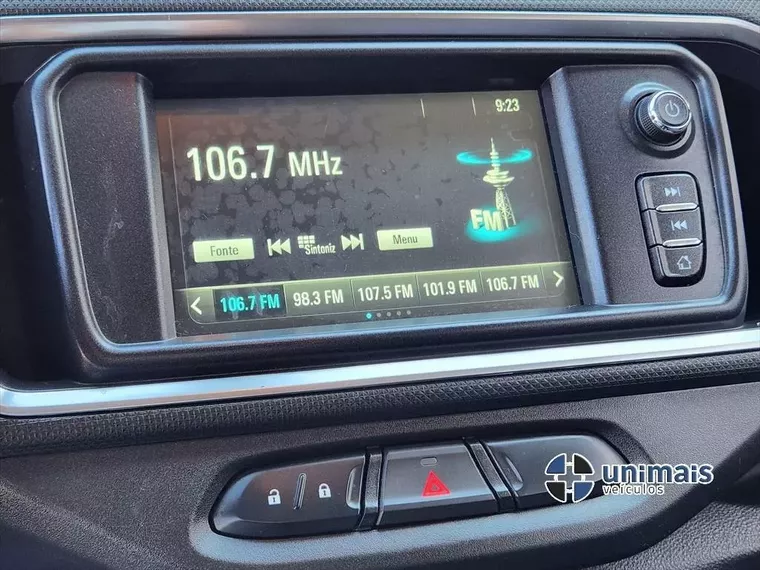 9:23
106.7 MHz
FM
Fonte
Sintoniz
Menu
106.7 FM 98.3 FM 107.5 FM 101.9 FM 106.7 FM
unimais
veículos